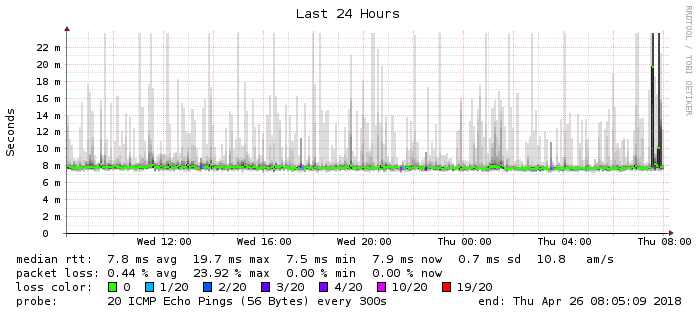 Last 24 Hours
RRDTOOL / TOBI OETIKER
Seconds
22 m
20 m
18 m
16 m
14 m
12 m
10 m
8 m
6 m
4 m
2 m
0
Wed 12:00 Wed 16:00 Wed 20:00 Thu 00:00 Thu 04:00 Thu 08:00
median rtt: 7.8 ms avg 19.7 ms max 7.5 ms min 7.9 ms now 0.7 ms sd 10.8 am/s
packet loss: 0.44 % avg 23.92 % max 0.00 % min 0.00 % now
loss color: 0 1/20 2/20 3/20 4/20 10/20 19/20
probe: 20 ICMP Echo Pings (56 Bytes) every 300s end: Thu Apr 26 08:05:09 2018